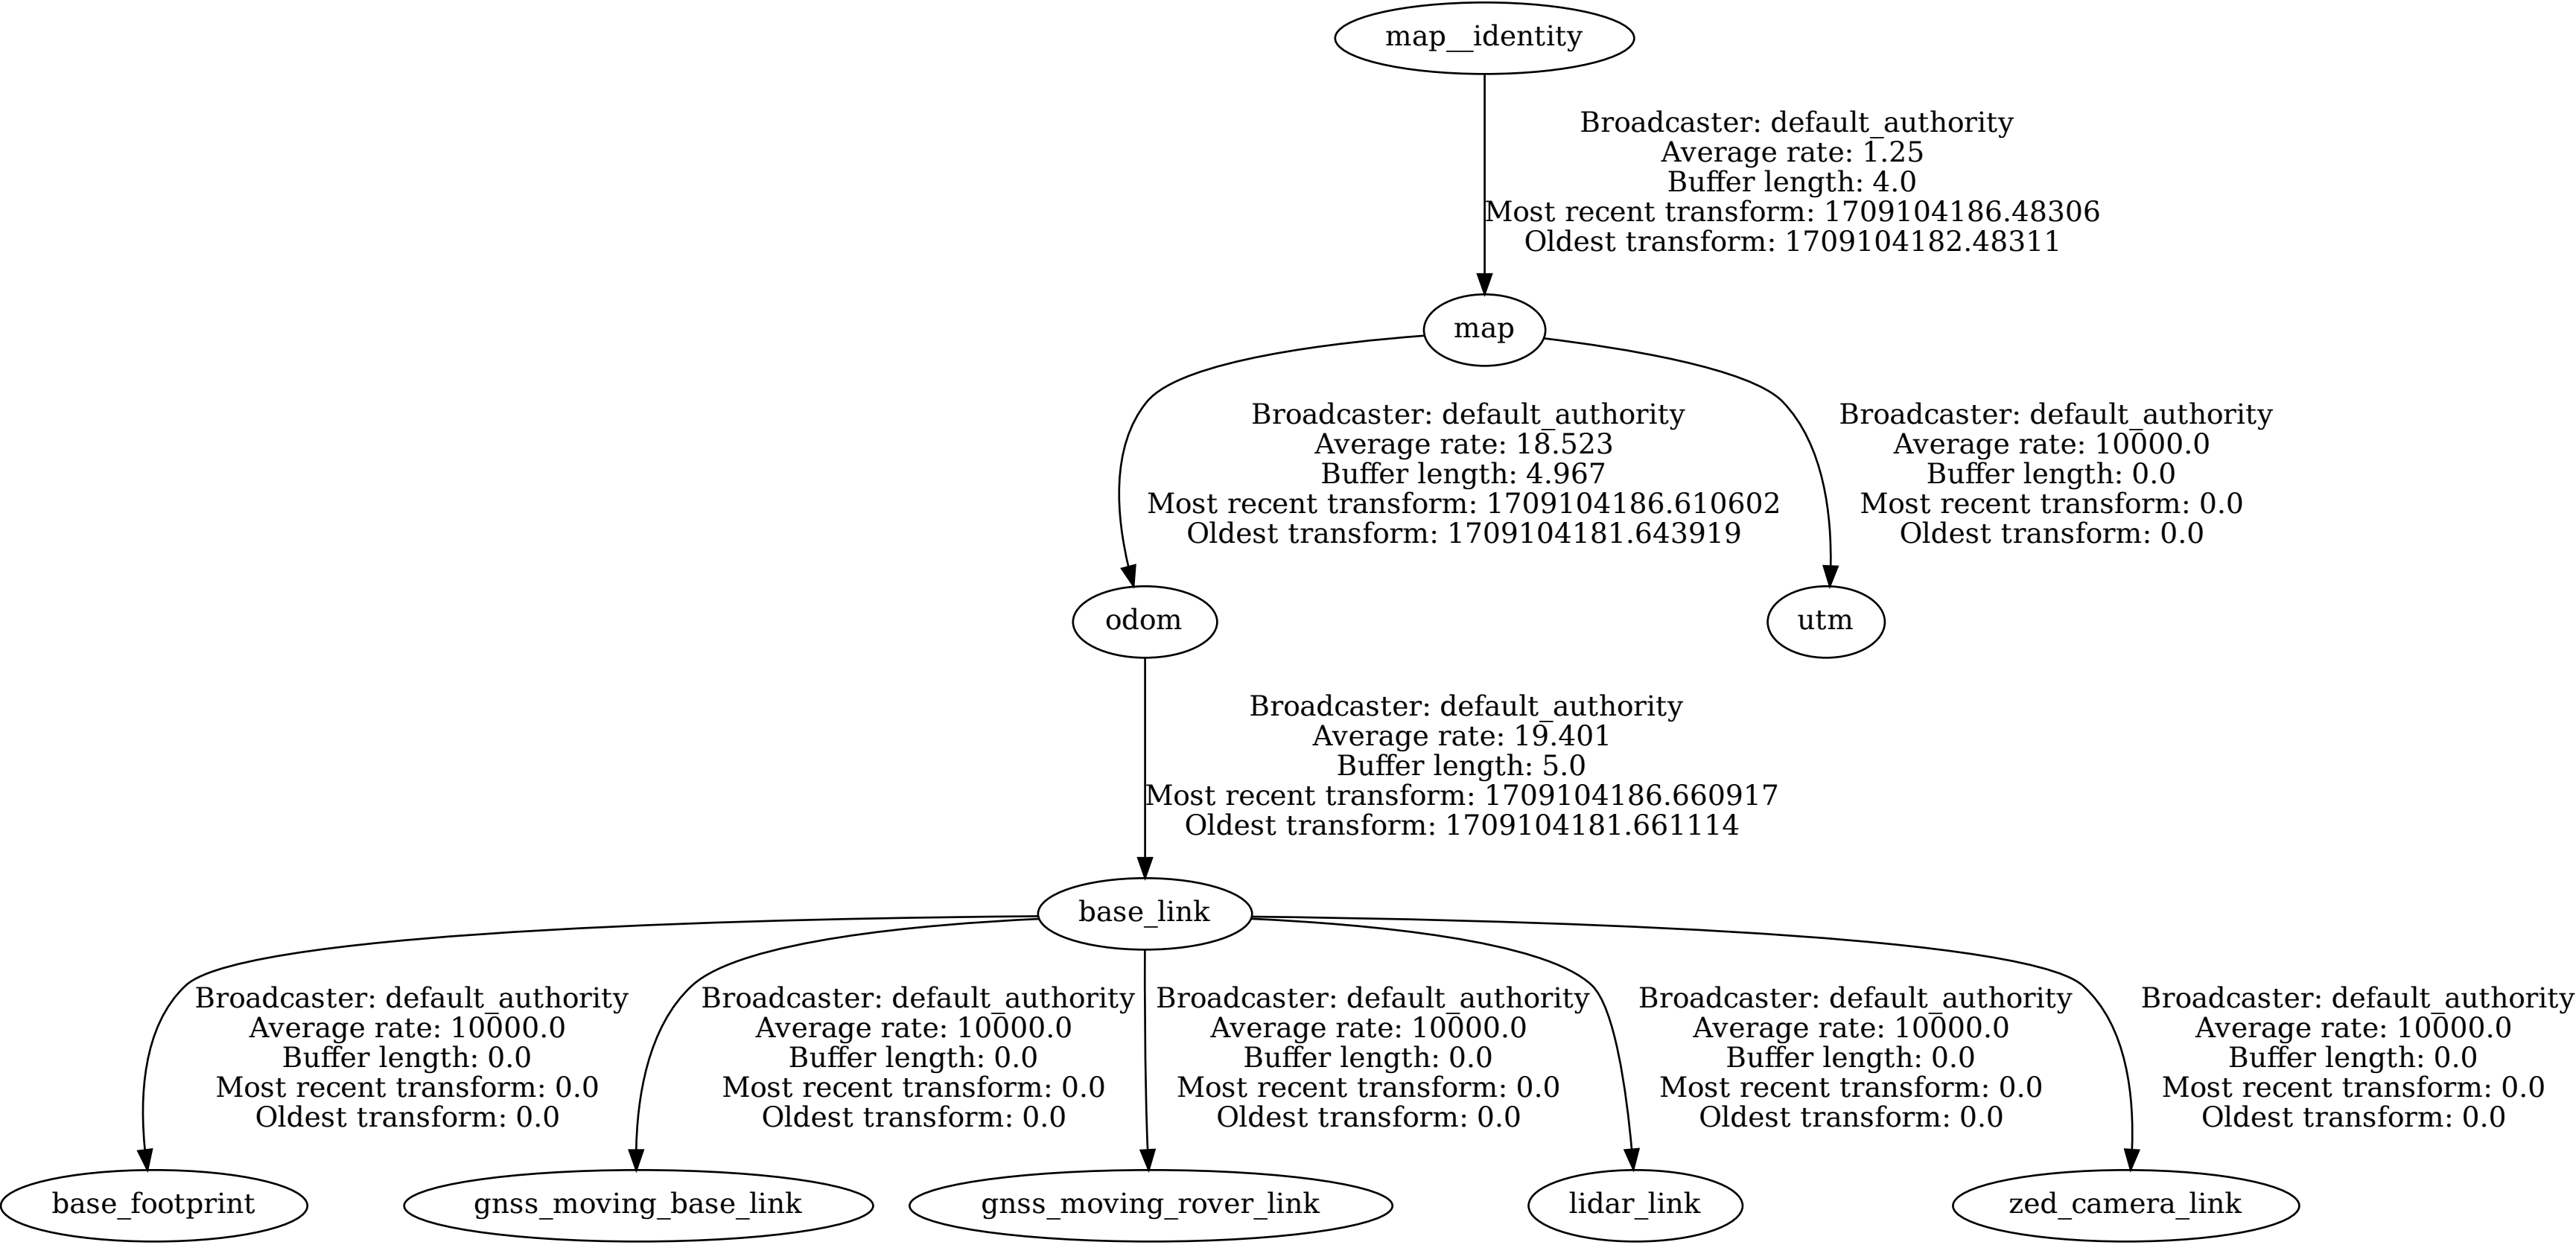 map__identity
Broadcaster: default_authority
Average rate: 1.25
Buffer length: 4.0
Most recent transform: 1709104186.48306
Oldest transform: 1709104182.48311
map
Broadcaster: default_authority
Average rate: 18.523
Buffer length: 4.967
Most recent transform: 1709104186.610602
Oldest transform: 1709104181.643919
Broadcaster: default_authority
Average rate: 10000.0
Buffer length: 0.0
Most recent transform: 0.0
Oldest transform: 0.0
odom
utm
Broadcaster: default_authority
Average rate: 19.401
Buffer length: 5.0
Most recent transform: 1709104186.660917
Oldest transform: 1709104181.661114
base_link
Broadcaster: default_authority
Average rate: 10000.0
Buffer length: 0.0
Most recent transform: 0.0
Oldest transform: 0.0
Broadcaster: default_authority
Average rate: 10000.0
Buffer length: 0.0
Most recent transform: 0.0
Oldest transform: 0.0
Broadcaster: default_authority
Average rate: 10000.0
Buffer length: 0.0
Most recent transform: 0.0
Oldest transform: 0.0
Broadcaster: default_authority
Average rate: 10000.0
Buffer length: 0.0
Most recent transform: 0.0
Oldest transform: 0.0
Broadcaster: default_authority
Average rate: 10000.0
Buffer length: 0.0
Most recent transform: 0.0
Oldest transform: 0.0
base_footprint
gnss_moving_base_link
gnss_moving_rover_link
lidar_link
zed_camera_link